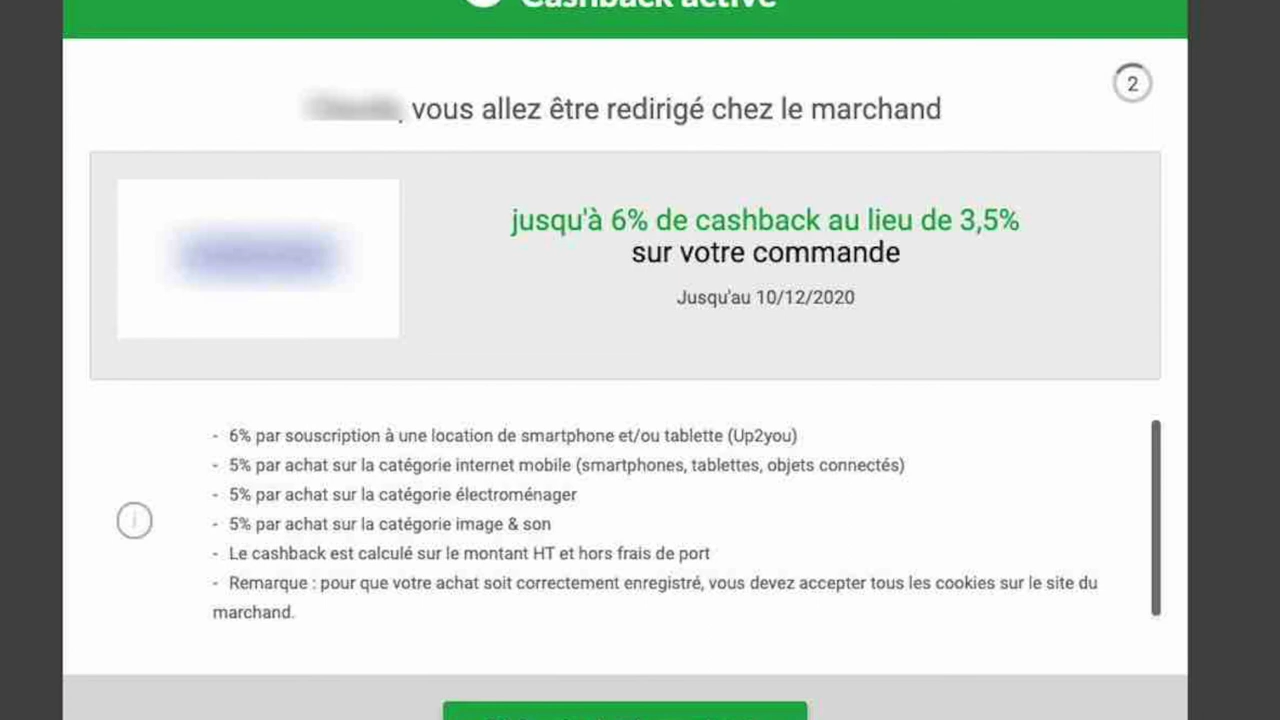 Cashback activé
2
, vous allez être redirigé chez le marchand
jusqu'à 6% de cashback au lieu de 3,5%
sur votre commande
Jusqu'au 10/12/2020
- 6% par souscription à une location de smartphone et/ou tablette (Up2you)
- 5% par achat sur la catégorie internet mobile (smartphones, tablettes, objets connectés)
- 5% par achat sur la catégorie électroménager
- 5% par achat sur la catégorie image & son
- Le cashback est calculé sur le montant HT et hors frais de port
- Remarque : pour que votre achat soit correctement enregistré, vous devez accepter tous les cookies sur le site du
marchand.